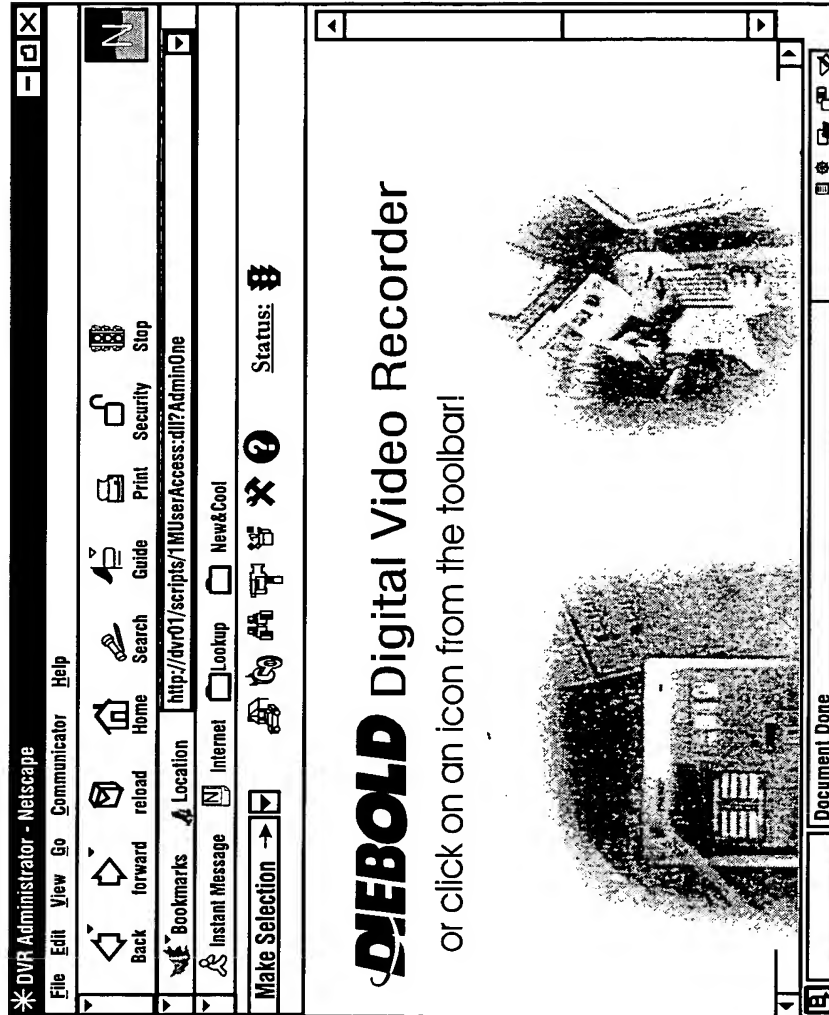 DVR Administrator - Netscape
File Edit View Go Communicator Help
Back forward reload Home Search Guide Print Security Stop
Bookmarks Location http://dvr01/scripts/1MUserAccess:dll?AdminOne
Instant Message Internet Lookup New&Cool
Make Selection → Status:
DIEBOLD Digital Video Recorder
or click on an icon from the toolbar!
Document Done